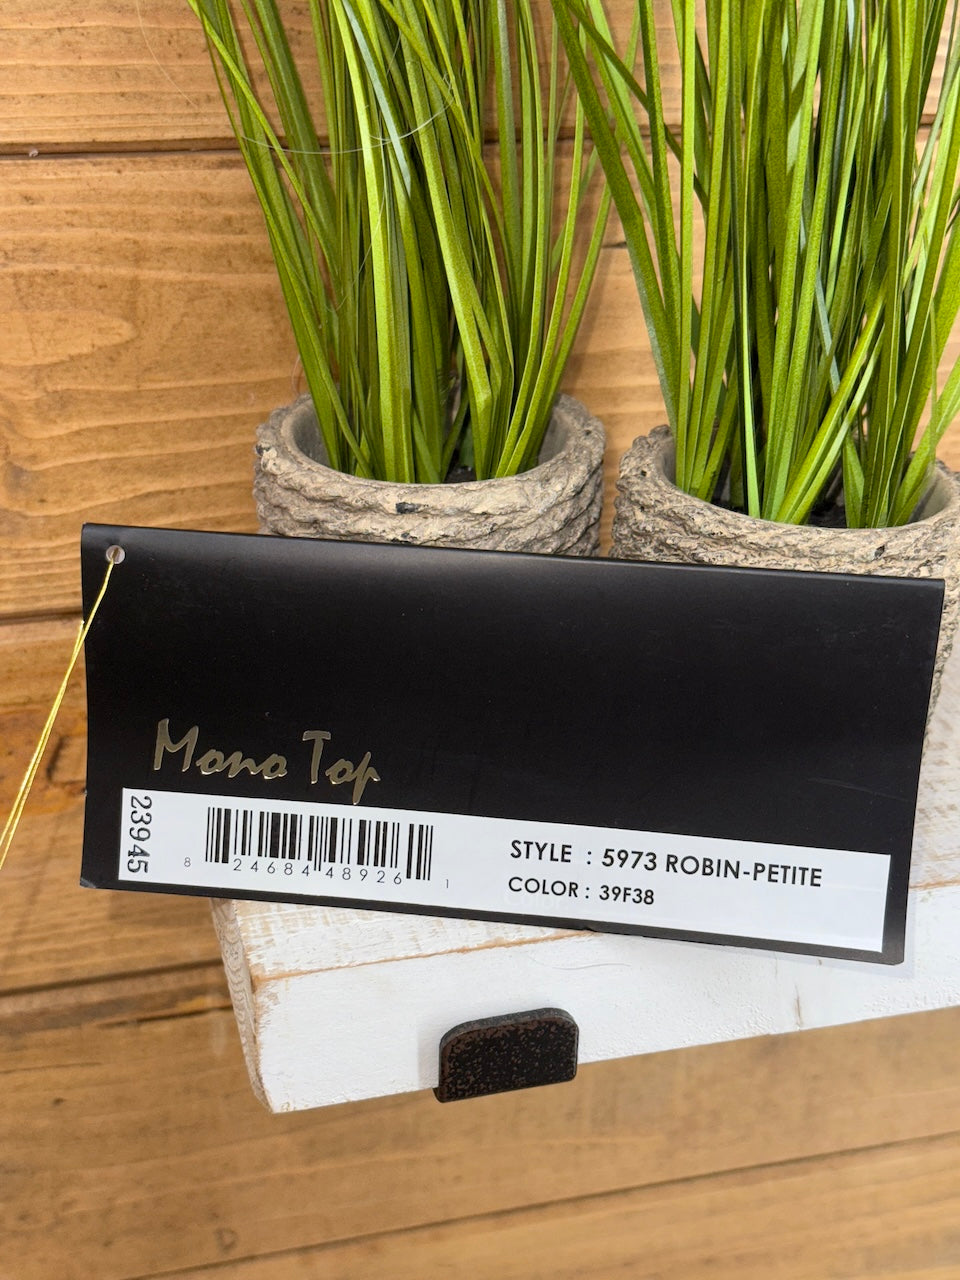 Mono Top
23945
8 24684 48926 1
STYLE : 5973 ROBIN-PETITE
COLOR : 39F38